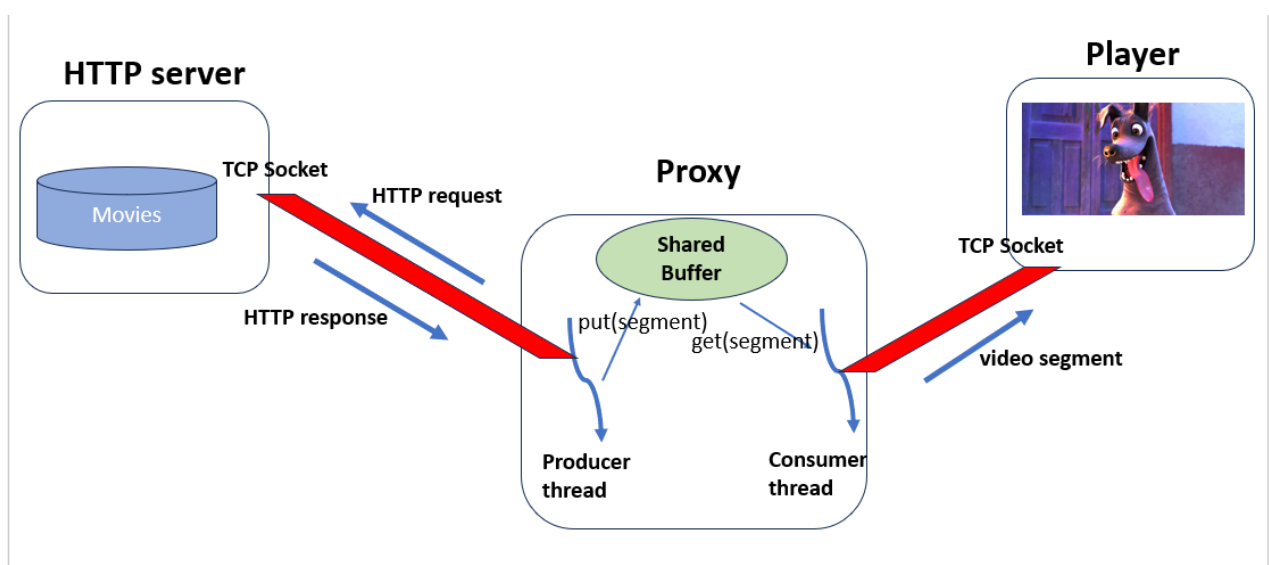 HTTP server
Movies
TCP Socket
HTTP request
HTTP response
Proxy
Shared
Buffer
put(segment)
get(segment)
Producer
thread
Consumer
thread
Player
TCP Socket
video segment